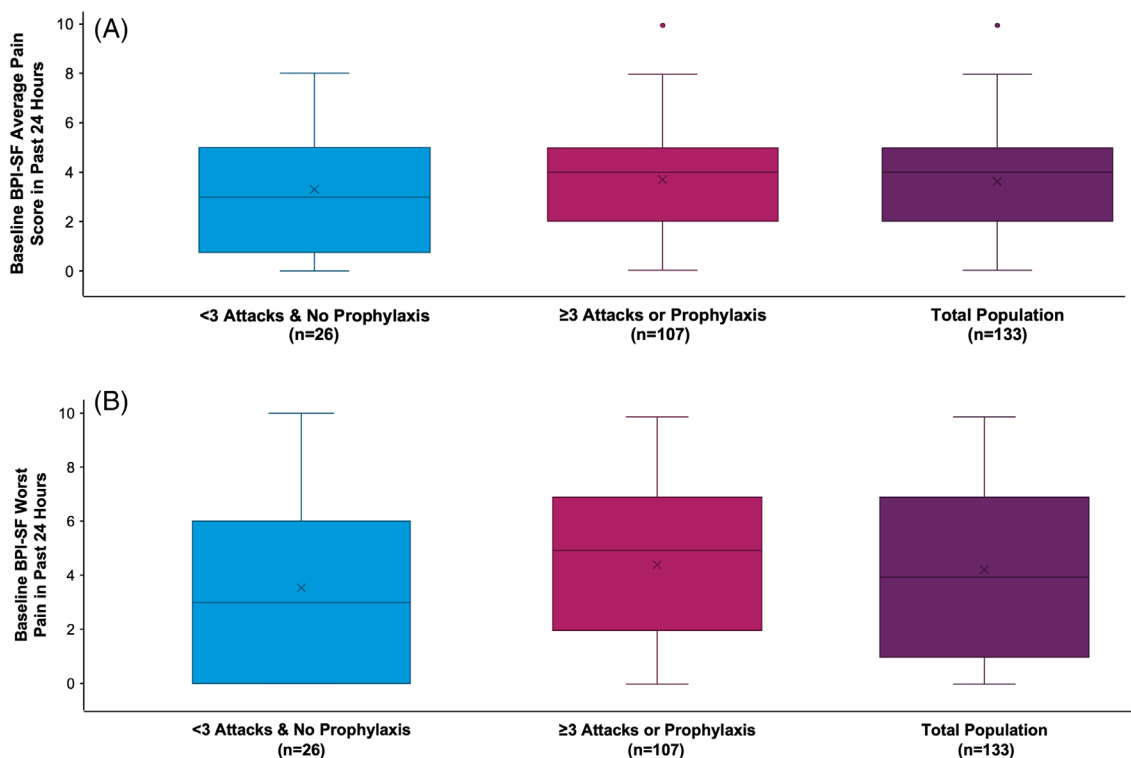 (A)
Baseline BPI-SF Average Pain
Score in Past 24 Hours
10
8
6
4
2
0
<3 Attacks & No Prophylaxis
(n=26)
≥3 Attacks or Prophylaxis
(n=107)
Total Population
(n=133)
(B)
Baseline BPI-SF Worst
Pain in Past 24 Hours
10
8
6
4
2
0
<3 Attacks & No Prophylaxis
(n=26)
≥3 Attacks or Prophylaxis
(n=107)
Total Population
(n=133)